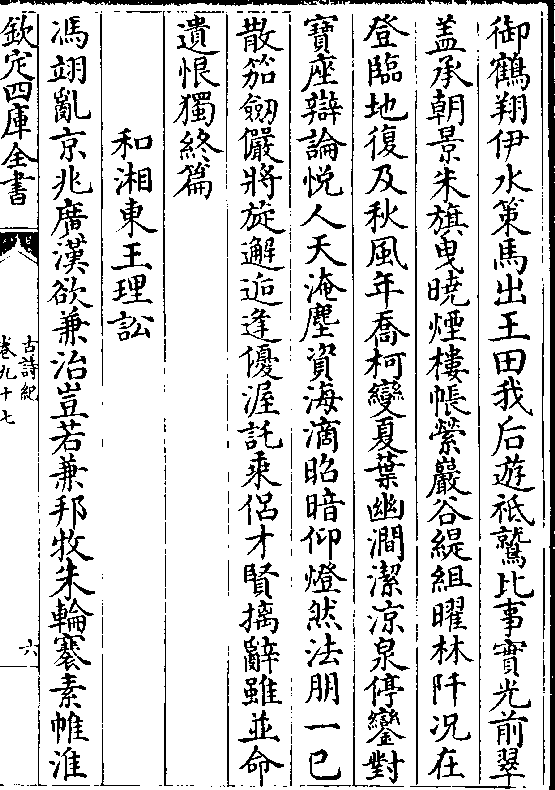 御鶴翔伊水策馬出王田我后遊祗鷲比事實光前翠
葢承朝景朱旗曳曉煙樓帳縈巖谷緹組曜林阡况在
登臨地復及秋風年喬柯變夏葉幽澗潔凉泉停鑾對
寶座辯論悦人天淹塵資海滴昭暗仰燈然法朋一已
散笳劔儼將旋邂逅逢優渥託乘侣才賢摛辭雖並命
遺恨獨終篇
和湘東王理訟
馮翊亂京兆廣漢欲兼治豈若兼邦牧朱輪褰素帷淮
欽定四庫全書
古詩紀
卷九十七
六